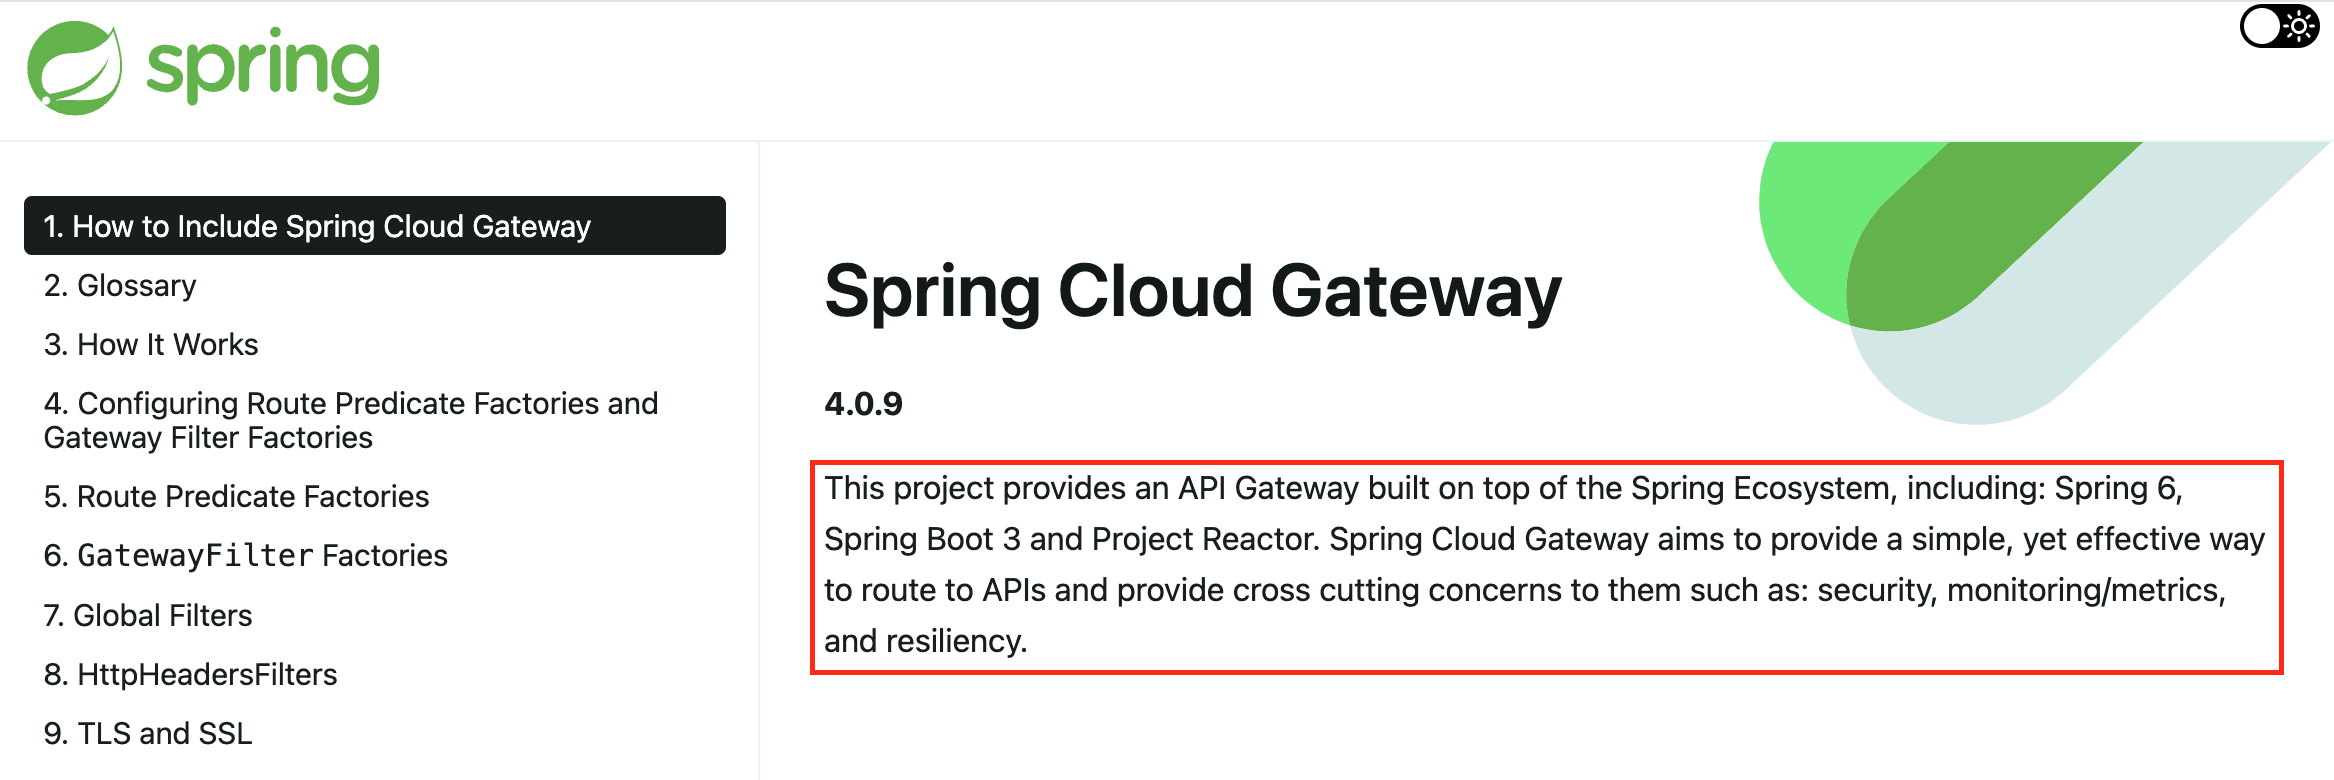 spring
1. How to Include Spring Cloud Gateway
2. Glossary
3. How It Works
4. Configuring Route Predicate Factories and
Gateway Filter Factories
5. Route Predicate Factories
6. GatewayFilter Factories
7. Global Filters
8. HttpHeadersFilters
9. TLS and SSL
Spring Cloud Gateway
4.0.9
This project provides an API Gateway built on top of the Spring Ecosystem, including: Spring 6,
Spring Boot 3 and Project Reactor. Spring Cloud Gateway aims to provide a simple, yet effective way
to route to APIs and provide cross cutting concerns to them such as: security, monitoring/metrics,
and resiliency.